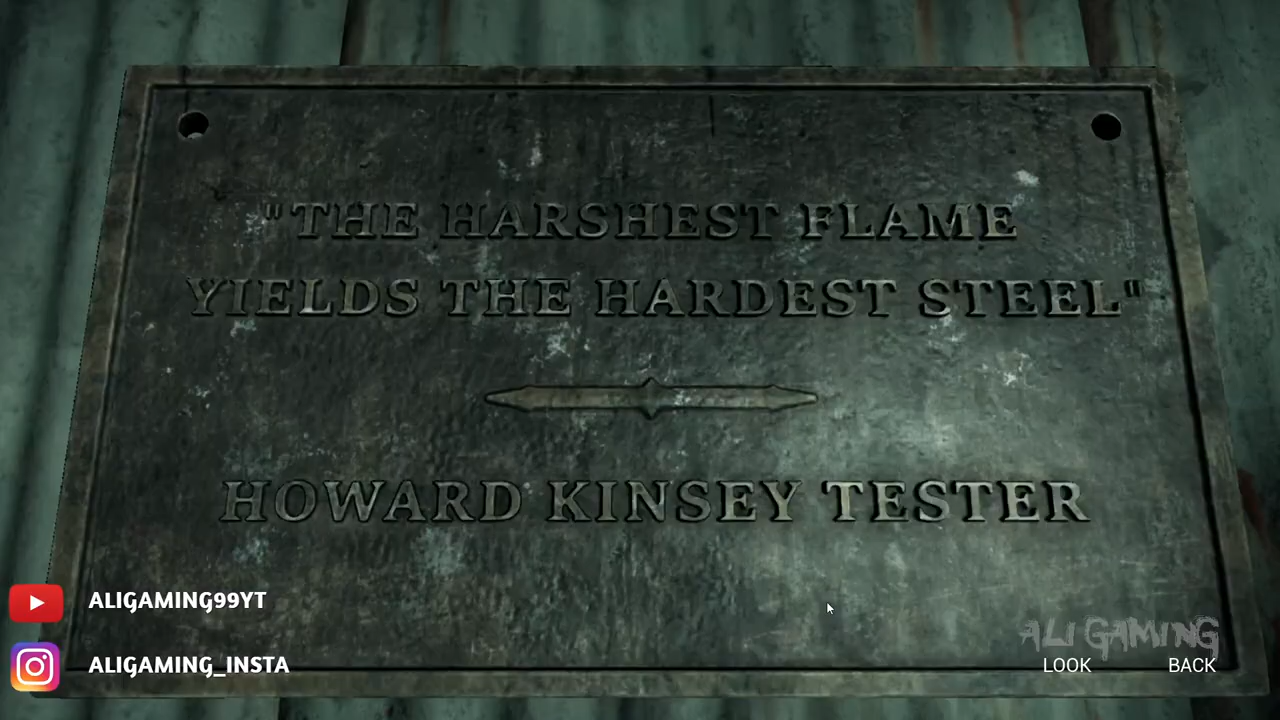 "THE HARSHEST FLAME
YIELDS THE HARDEST STEEL"
HOWARD KINSEY TESTER
ALIGAMING99YT
ALI GAMING
ALIGAMING_INSTA
LOOK
BACK